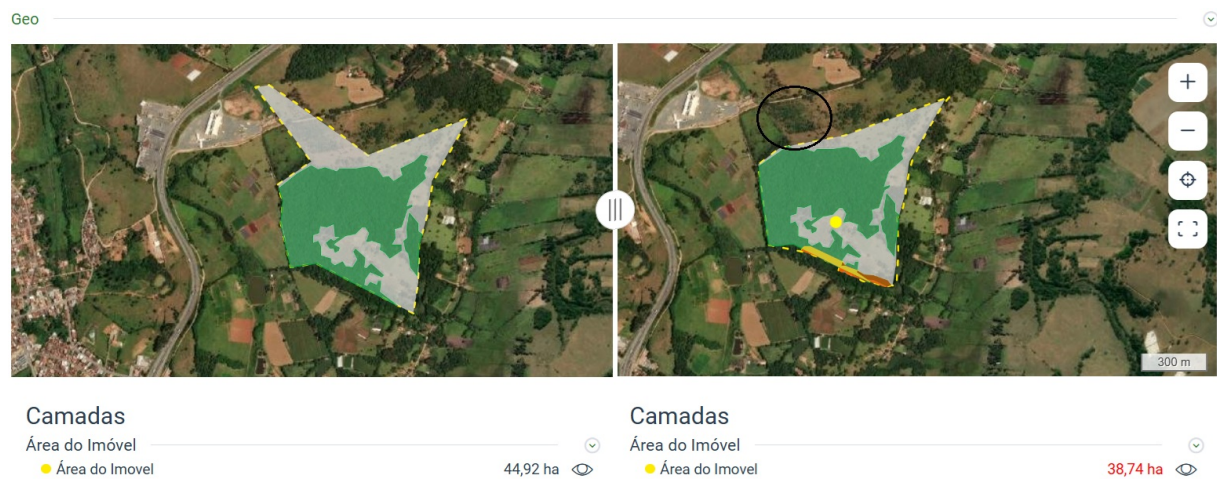 Geo
300 m
Camadas
Área do Imóvel
Área do Imovel 44,92 ha
Camadas
Área do Imóvel
Área do Imovel 38,74 ha